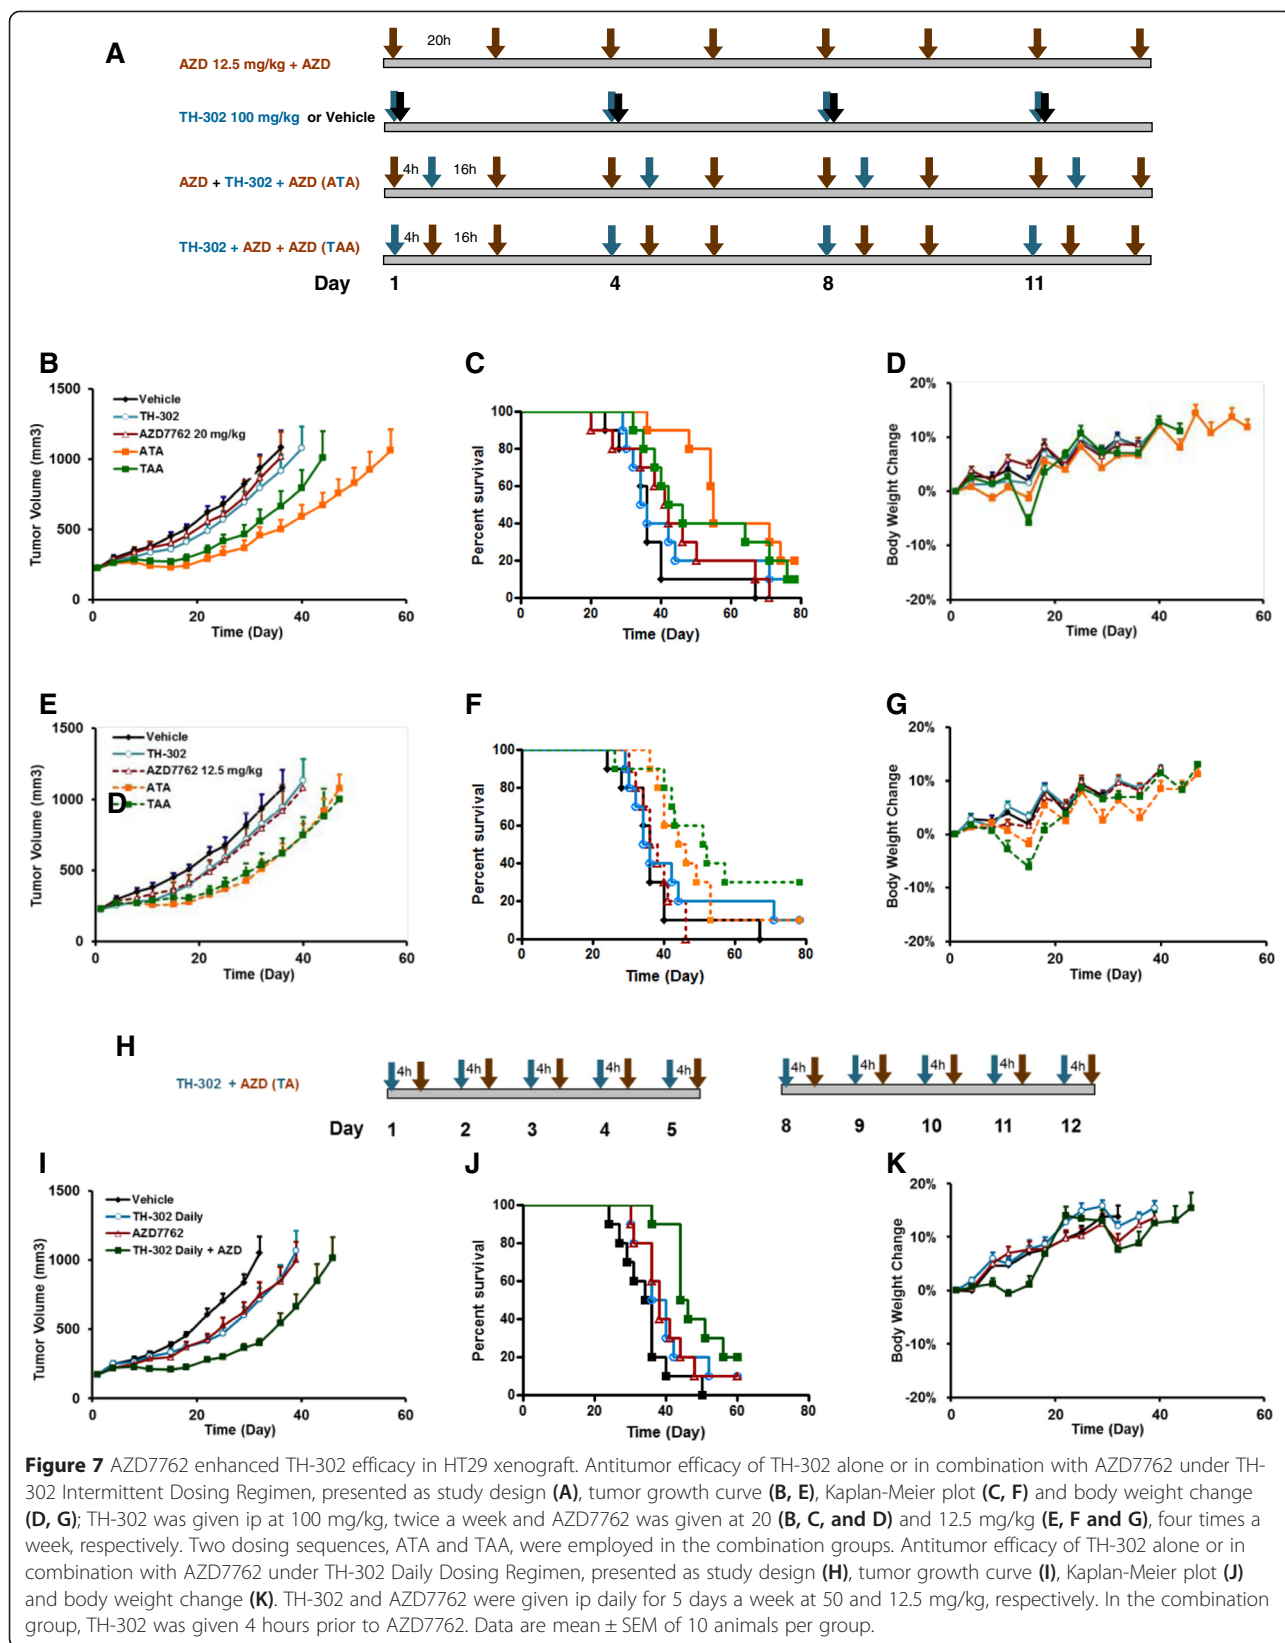 A
20h
AZD 12.5 mg/kg + AZD
TH-302 100 mg/kg or Vehicle
4h 16h
AZD + TH-302 + AZD (ATA)
4h 16h
TH-302 + AZD + AZD (TAA)
Day 1 4 8 11
B
1500
1000
500
0
Tumor Volume (mm3)
Vehicle
TH-302
AZD7762 20 mg/kg
ATA
TAA
0 20 40 60
Time (Day)
C
100
80
60
40
20
0
Percent survival
0 20 40 60 80
Time (Day)
D
20%
10%
0%
-10%
-20%
Body Weight Change
0 20 40 60
Time (Day)
E
1500
1000
500
0
Tumor Volume (mm3)
Vehicle
TH-302
AZD7762 12.5 mg/kg
ATA
TAA
D
0 20 40 60
Time (Day)
F
100
80
60
40
20
0
Percent survival
0 20 40 60 80
Time (Day)
G
20%
10%
0%
-10%
-20%
Body Weight Change
0 20 40 60
Time (Day)
H
TH-302 + AZD (TA)
4h 4h 4h 4h 4h 4h 4h 4h 4h 4h
Day 1 2 3 4 5 8 9 10 11 12
I
1500
1000
500
0
Tumor Volume (mm3)
Vehicle
TH-302 Daily
AZD7762
TH-302 Daily + AZD
0 20 40 60
Time (Day)
J
100
80
60
40
20
0
Percent survival
0 20 40 60 80
Time (Day)
K
20%
10%
0%
-10%
-20%
Body Weight Change
0 20 40 60
Time (Day)
Figure 7 AZD7762 enhanced TH-302 efficacy in HT29 xenograft. Antitumor efficacy of TH-302 alone or in combination with AZD7762 under TH-
302 Intermittent Dosing Regimen, presented as study design (A), tumor growth curve (B, E), Kaplan-Meier plot (C, F) and body weight change
(D, G); TH-302 was given ip at 100 mg/kg, twice a week and AZD7762 was given at 20 (B, C, and D) and 12.5 mg/kg (E, F and G), four times a
week, respectively. Two dosing sequences, ATA and TAA, were employed in the combination groups. Antitumor efficacy of TH-302 alone or in
combination with AZD7762 under TH-302 Daily Dosing Regimen, presented as study design (H), tumor growth curve (I), Kaplan-Meier plot (J)
and body weight change (K). TH-302 and AZD7762 were given ip daily for 5 days a week at 50 and 12.5 mg/kg, respectively. In the combination
group, TH-302 was given 4 hours prior to AZD7762. Data are mean ± SEM of 10 animals per group.